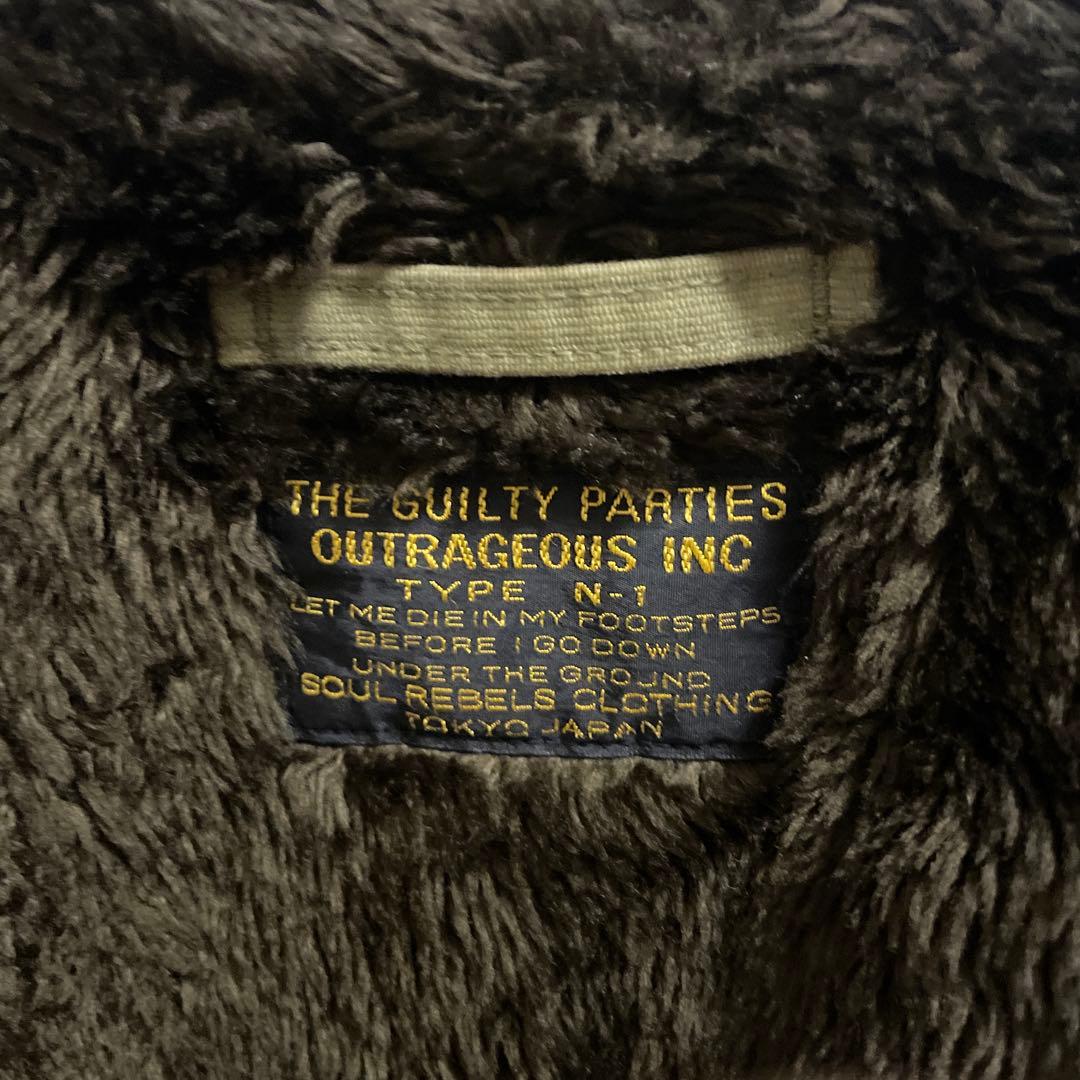 THE GUILTY PARTIES
OUTRAGEOUS INC
TYPE N-1
LET ME DIE IN MY FOOTSTEPS
BEFORE I GO DOWN
UNDER THE GROUND
SOUL REBELS CLOTHING
TOKYO JAPAN